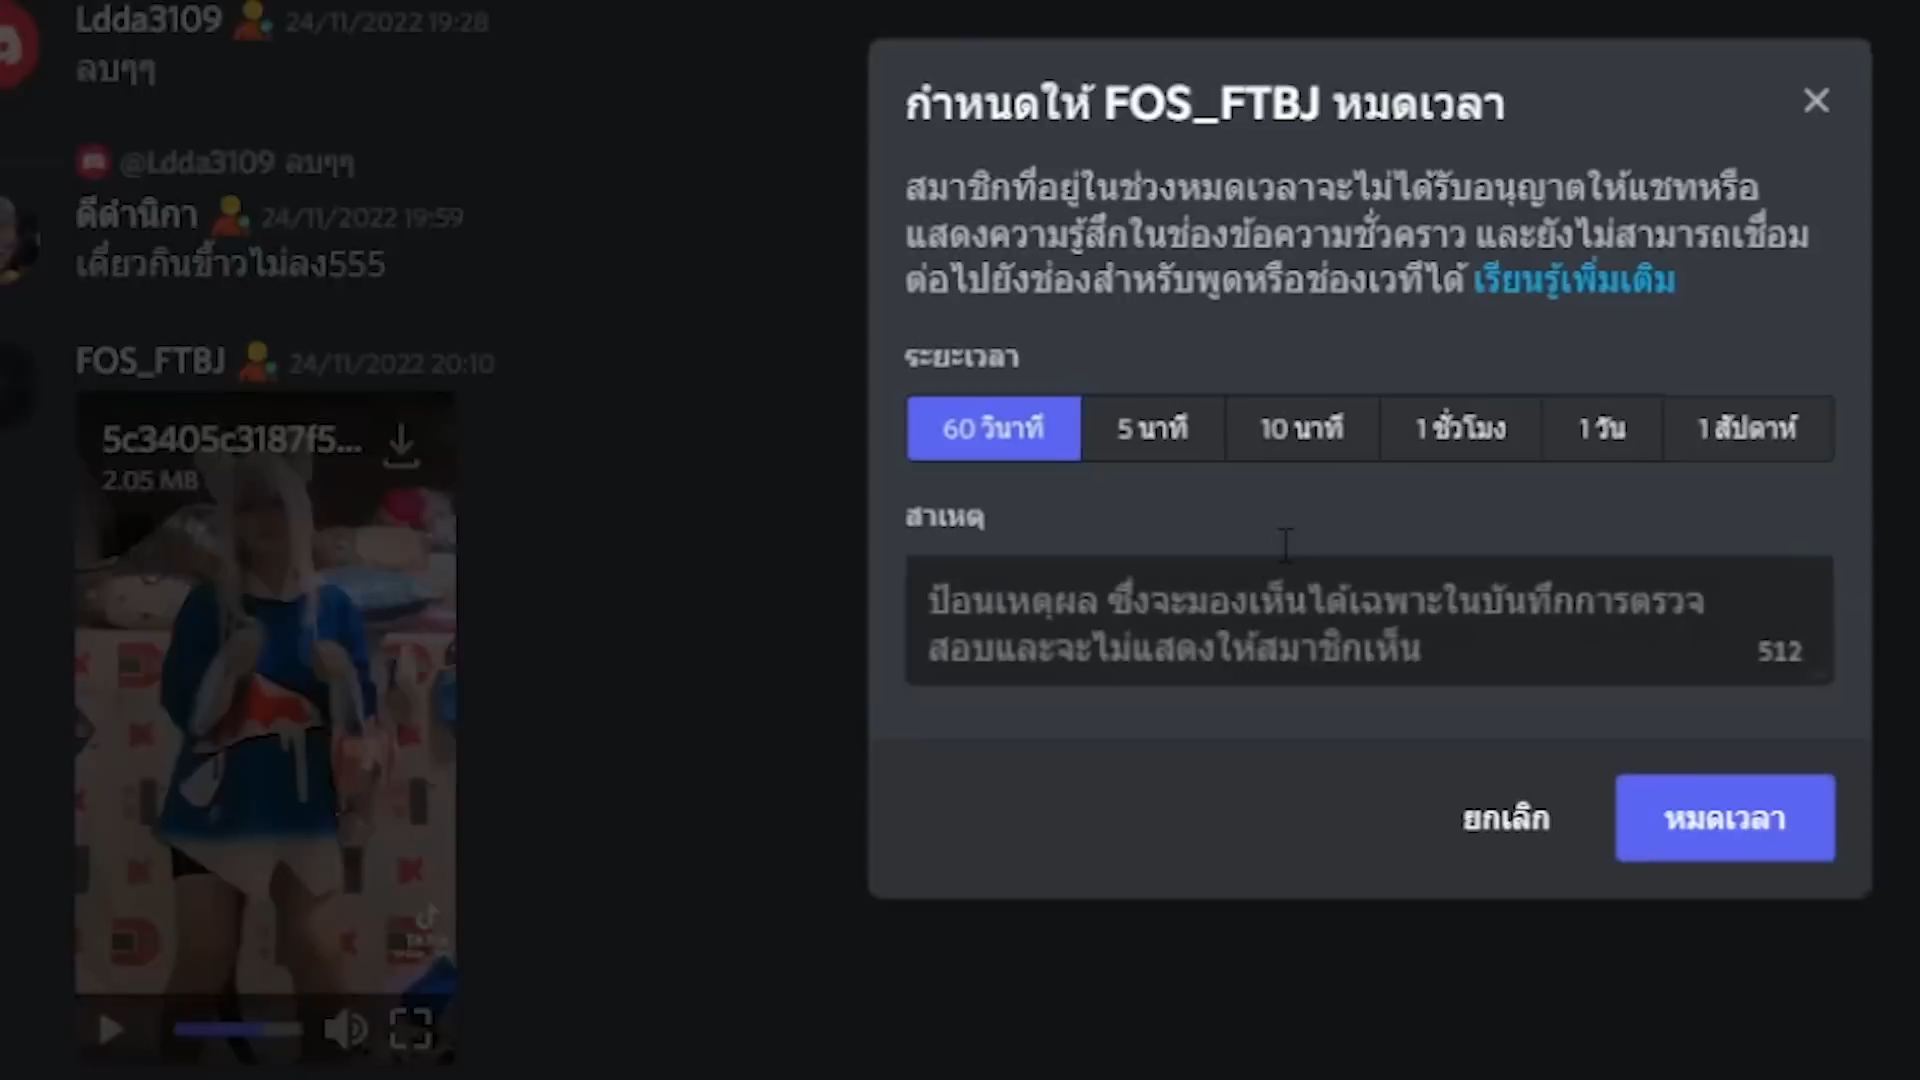 Ldda3109 24/11/2022 19:28
ลบๆๆ
@Ldda3109 ลบๆๆ
ดีดำนิกา 24/11/2022 19:59
เดี่ยวกินข้าวไม่ลง555
FOS_FTBJ 24/11/2022 20:10
5c3405c3187f5...
2.05 MB
กำหนดให้ FOS_FTBJ หมดเวลา
สมาชิกที่อยู่ในช่วงหมดเวลาจะไม่ได้รับอนุญาตให้แชทหรือ
แสดงความรู้สึกในช่องข้อความชั่วคราว และยังไม่สามารถเชื่อม
ต่อไปยังช่องสำหรับพูดหรือช่องเวทีได้ เรียนรู้เพิ่มเติม
ระยะเวลา
60 วินาที 5 นาที 10 นาที 1 ชั่วโมง 1 วัน 1 สัปดาห์
สาเหตุ
ป้อนเหตุผล ซึ่งจะมองเห็นได้เฉพาะในบันทึกการตรวจ
สอบและจะไม่แสดงให้สมาชิกเห็น
512
ยกเลิก หมดเวลา